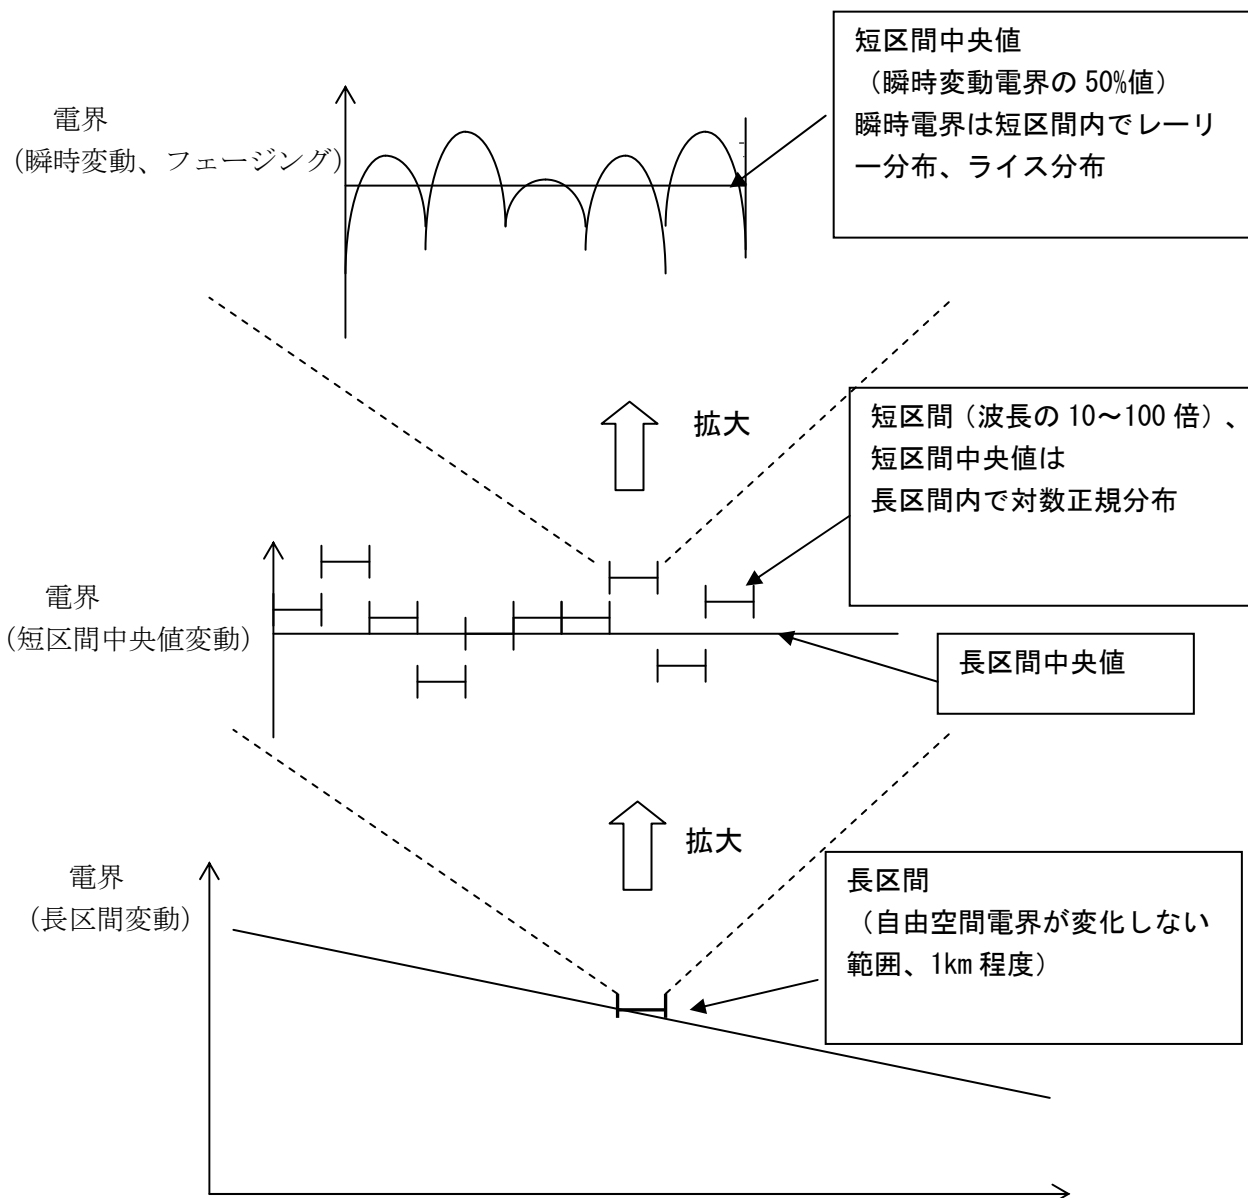 短区間中央値
（瞬時変動電界の 50%値）
瞬時電界は短区間内でレーリ
ー分布、ライス分布
電界
（瞬時変動、フェージング）
拡大
短区間（波長の 10～100 倍）、
短区間中央値は
長区間内で対数正規分布
電界
（短区間中央値変動）
長区間中央値
拡大
電界
（長区間変動）
長区間
（自由空間電界が変化しない
範囲、1km 程度）